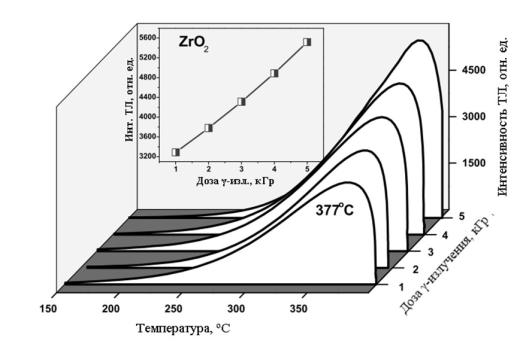 ZrO2
Инт. ТЛ, отн. ед.
5600
5200
4800
4400
4000
3600
3200
1 2 3 4 5
Доза γ-изл., кГр
4500
3000
1500
Интенсивность ТЛ, отн. ед.
377°C
5
4
3
2
1
Доза γ-излучения, кГр
150 200 250 300 350
Температура, °C